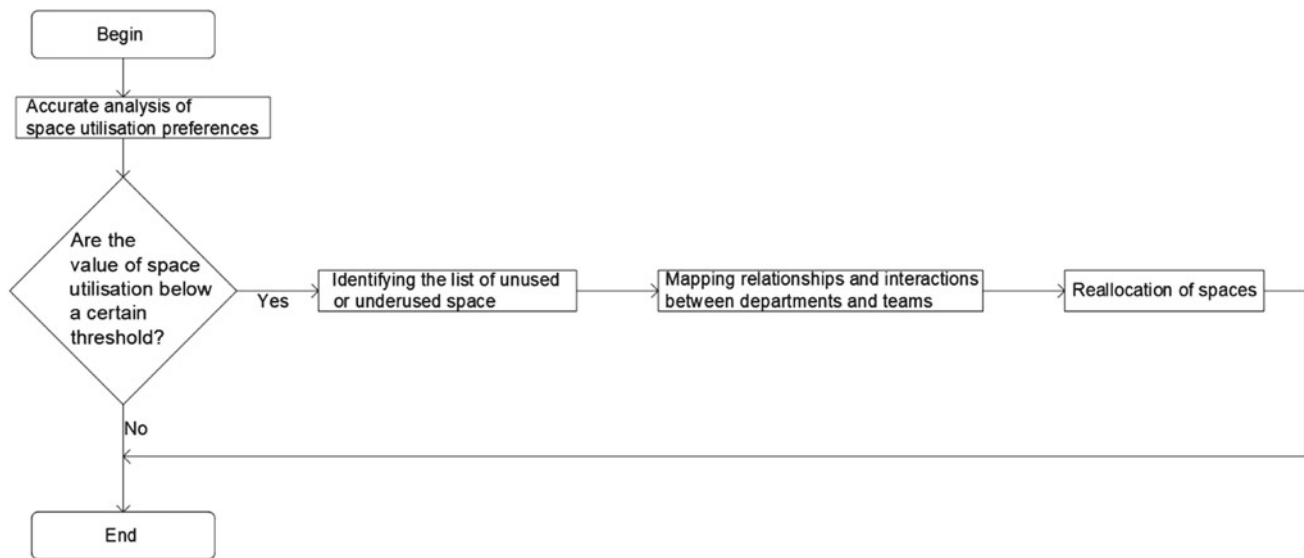 Begin
Accurate analysis of
space utilisation preferences
Are the
value of space
utilisation below
a certain
threshold?
Yes
Identifying the list of unused
or underused space
Mapping relationships and interactions
between departments and teams
Reallocation of spaces
No
End